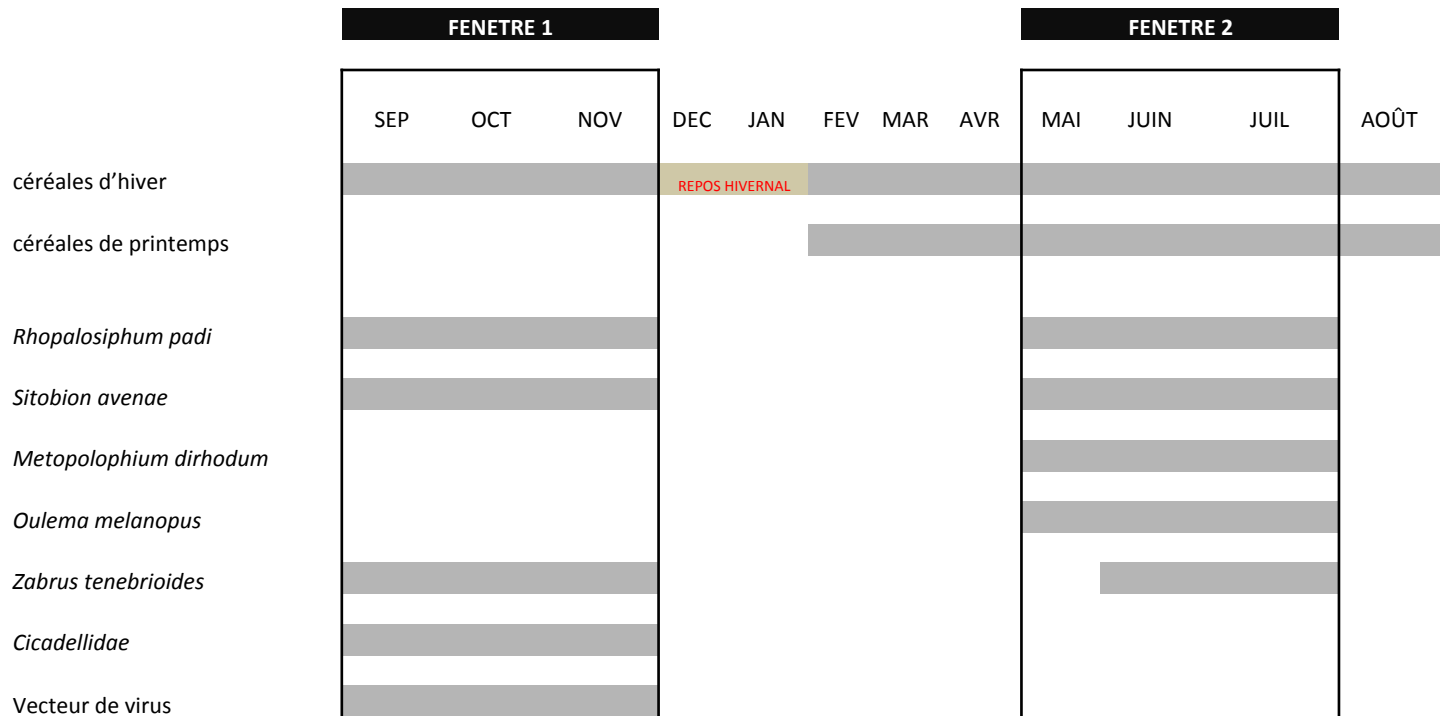 FENETRE 1 FENETRE 2
SEP OCT NOV DEC JAN FEV MAR AVR MAI JUIN JUIL AOÛT
céréales d’hiver REPOS HIVERNAL
céréales de printemps
Rhopalosiphum padi
Sitobion avenae
Metopolophium dirhodum
Oulema melanopus
Zabrus tenebrioides
Cicadellidae
Vecteur de virus